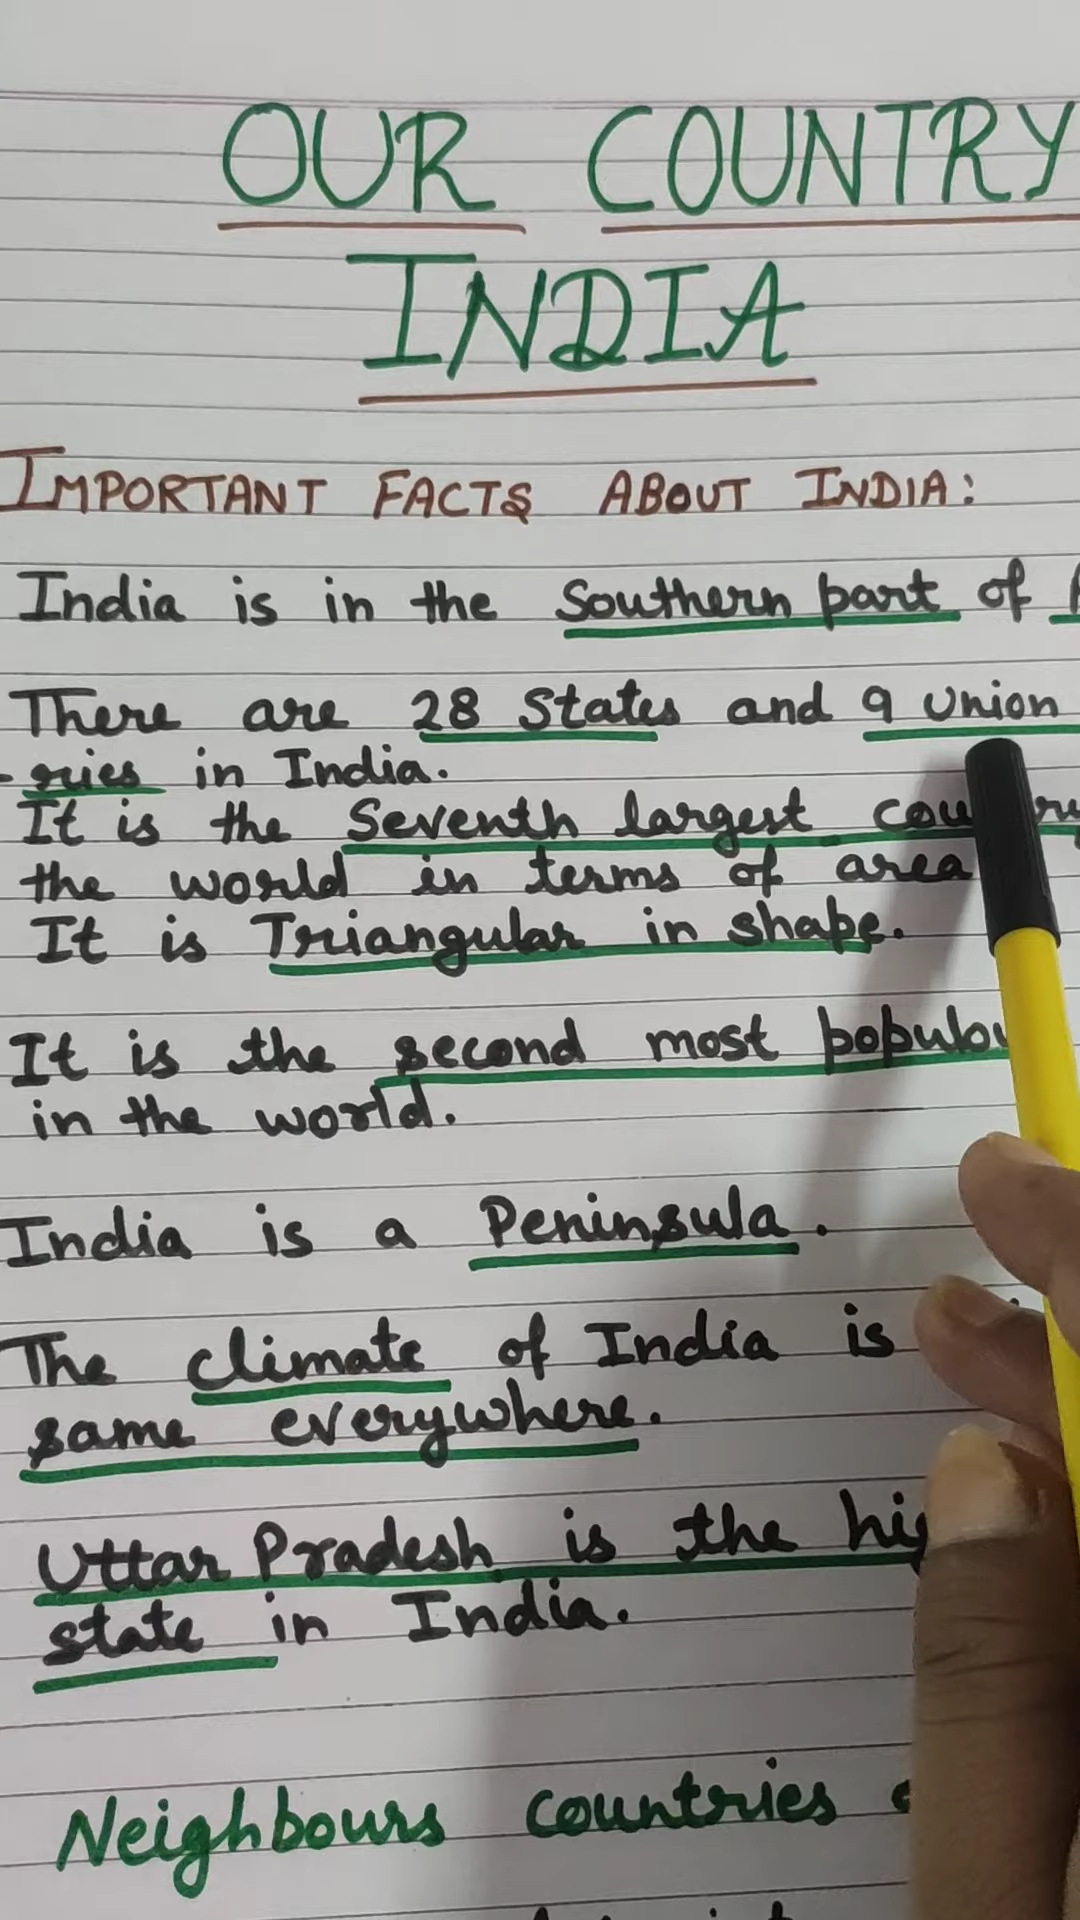 OUR COUNTRY
INDIA
IMPORTANT FACTS ABOUT INDIA:
India is in the Southern part of
There are 28 States and 9 Union
-ries in India.
It is the Seventh largest
the world in terms of area
It is Triangular in shape.
It is the second most
in the world.
India is a Peninsula.
The climate of India is
same everywhere.
Uttar Pradesh is the
state in India.
Neighbours countries